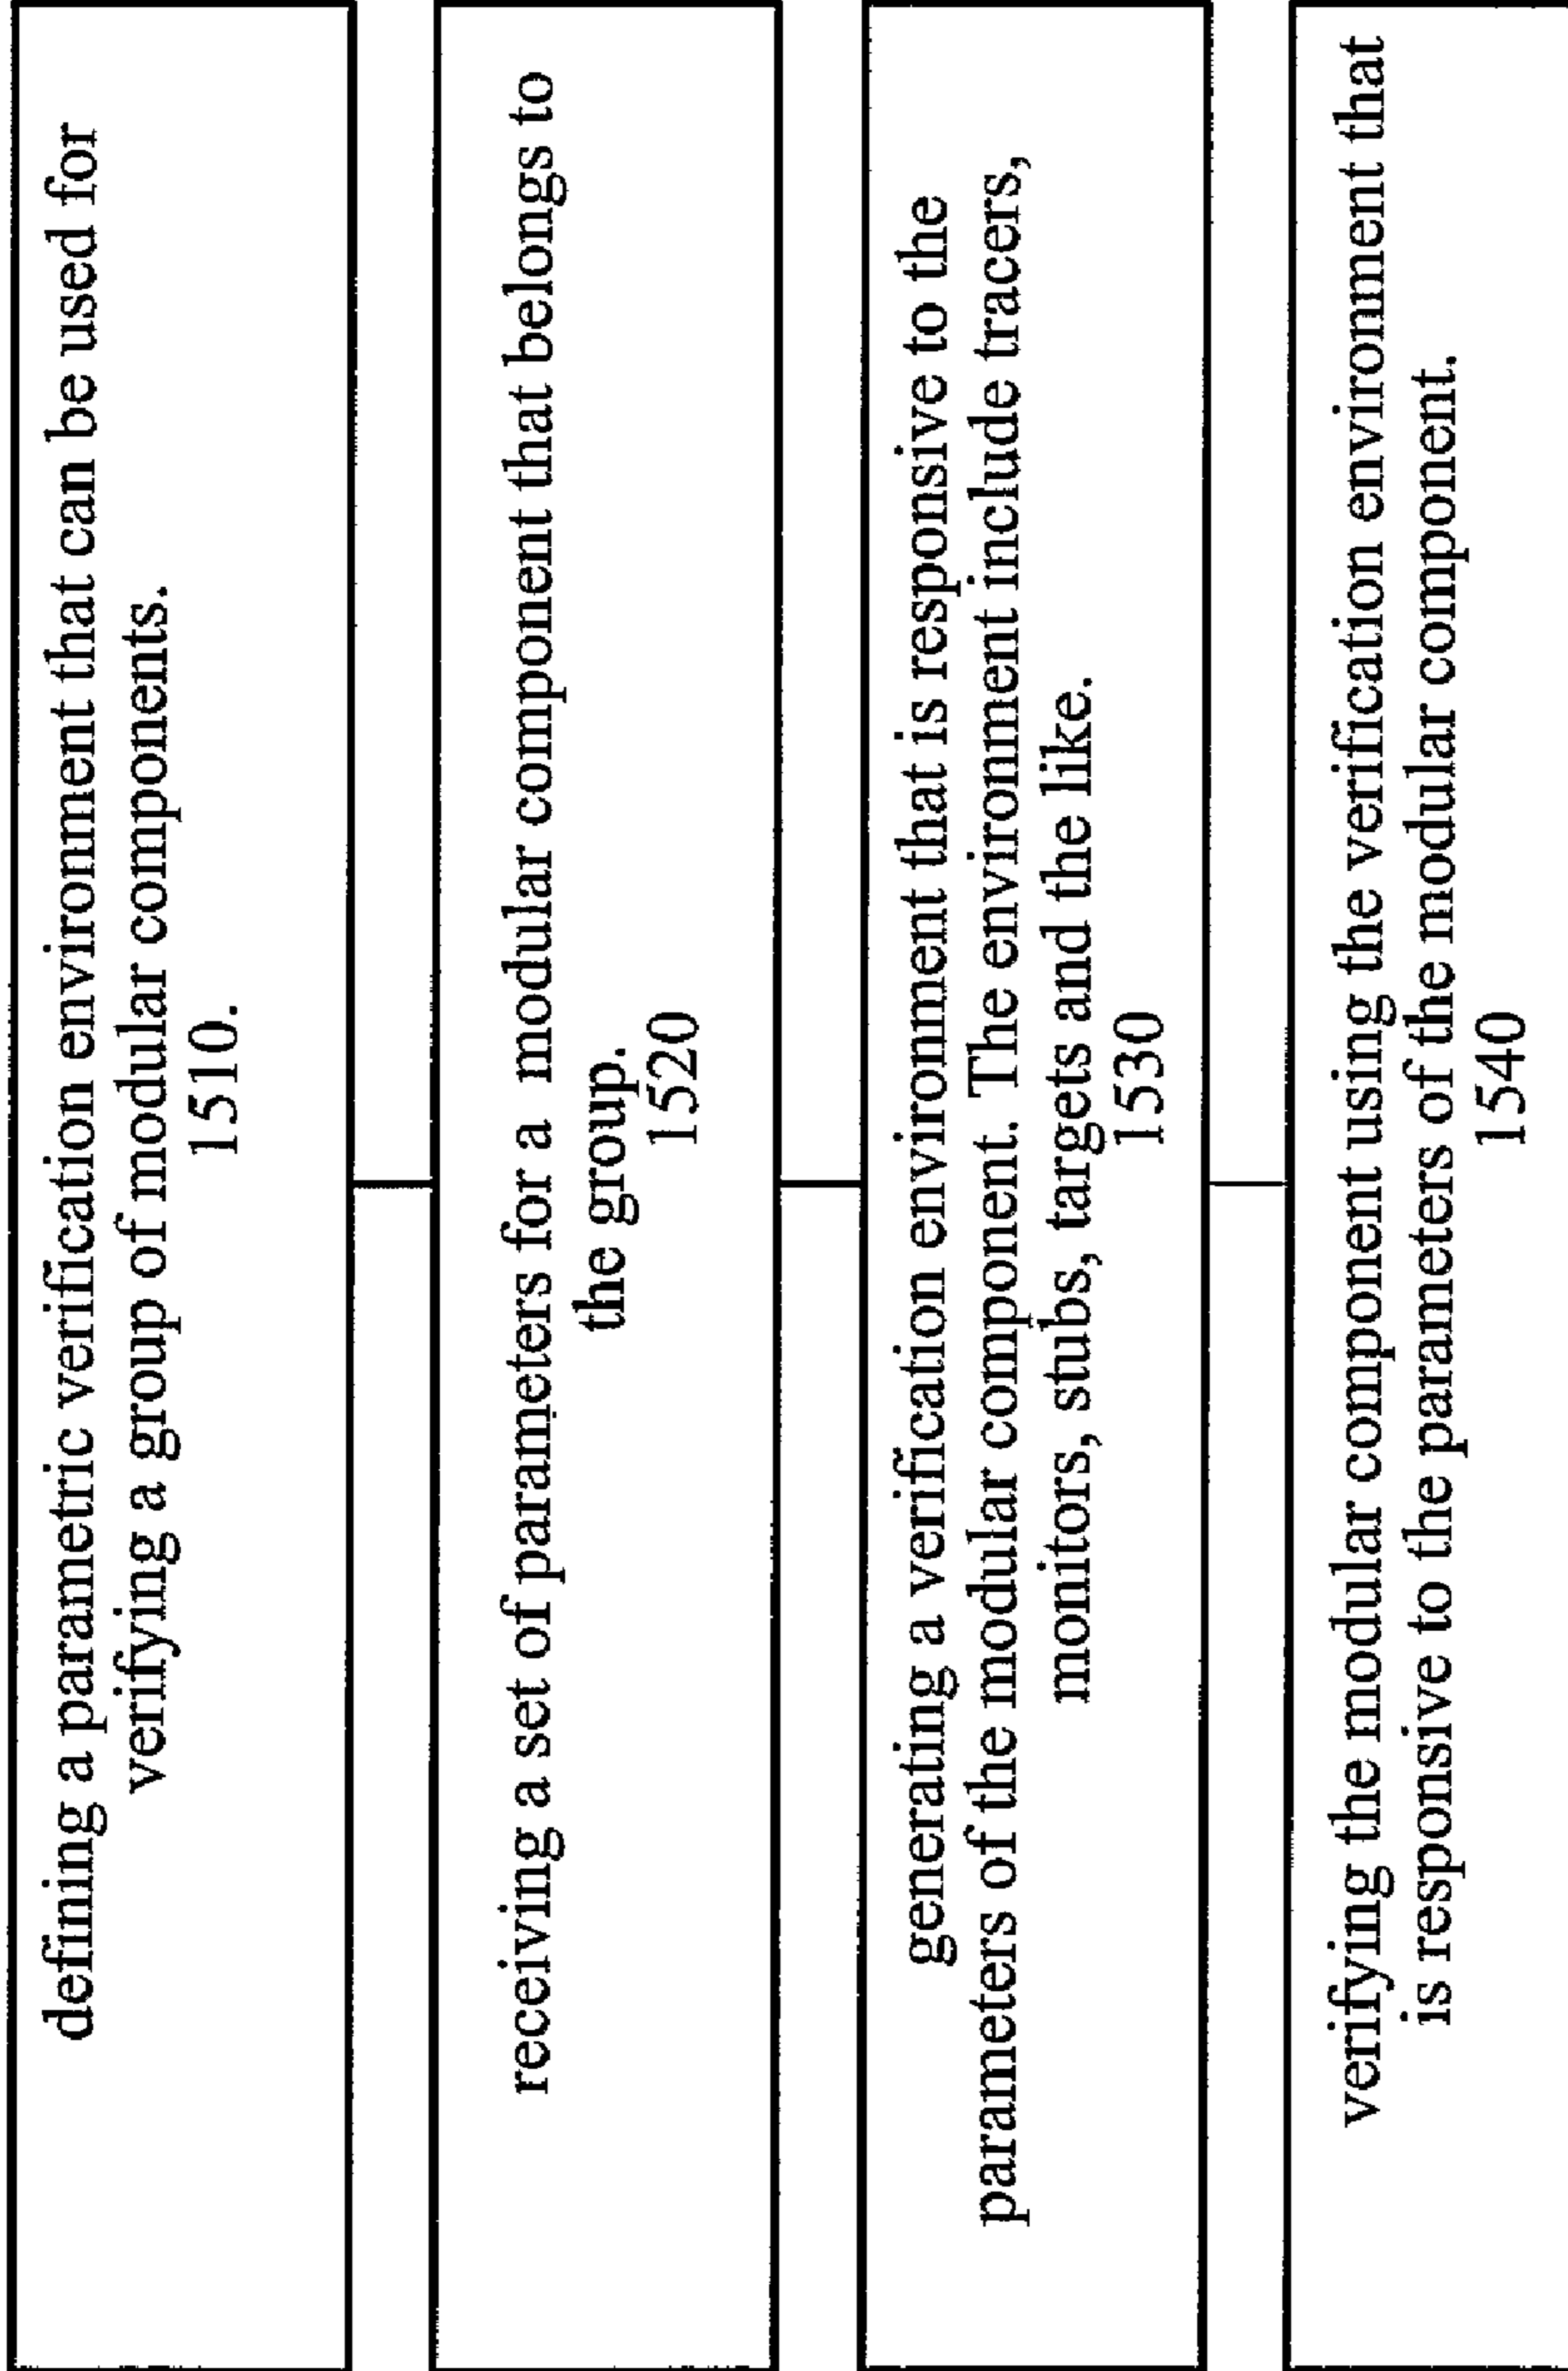 defining a parametric verification environment that can be used for
verifying a group of modular components.
1510.
receiving a set of parameters for a modular component that belongs to
the group.
1520
generating a verification environment that is responsive to the
parameters of the modular component. The environment include tracers,
monitors, stubs, targets and the like.
1530
verifying the modular component using the verification environment that
is responsive to the parameters of the modular component.
1540